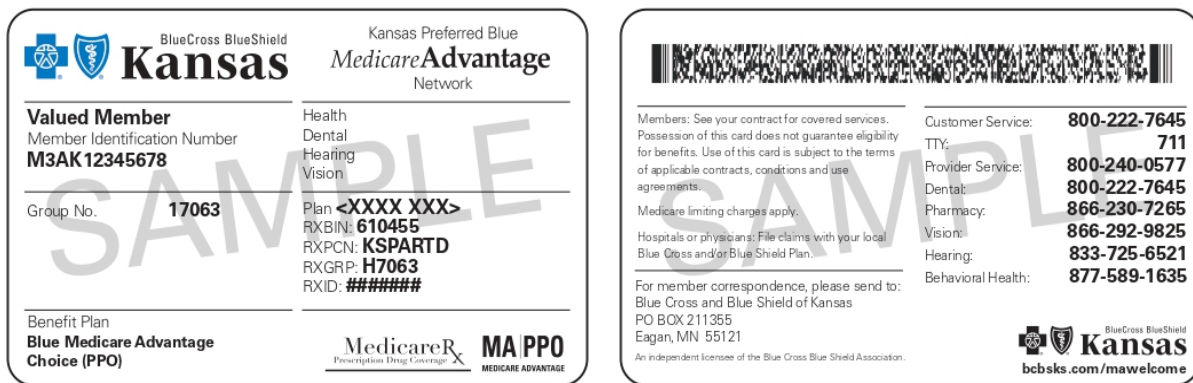 BlueCross BlueShield
Kansas
Kansas Preferred Blue
MedicareAdvantage
Network
Valued Member
Member Identification Number
M3AK12345678
Health
Dental
Hearing
Vision
Group No. 17063
Plan <XXXX XXX>
RXBIN: 610455
RXPCN: KSPARTD
RXGRP: H7063
RXID: #######
Benefit Plan
Blue Medicare Advantage
Choice (PPO)
MedicareRx
Prescription Drug Coverage
MA|PPO
MEDICARE ADVANTAGE
SAMPLE
Members: See your contract for covered services.
Possession of this card does not guarantee eligibility
for benefits. Use of this card is subject to the terms
of applicable contracts, conditions and use
agreements.
Medicare limiting charges apply.
Hospitals or physicians: File claims with your local
Blue Cross and/or Blue Shield Plan.
For member correspondence, please send to:
Blue Cross and Blue Shield of Kansas
PO BOX 211355
Eagan, MN 55121
An independent licensee of the Blue Cross Blue Shield Association.
Customer Service: 800-222-7645
TTY: 711
Provider Service: 800-240-0577
Dental: 800-222-7645
Pharmacy: 866-230-7265
Vision: 866-292-9825
Hearing: 833-725-6521
Behavioral Health: 877-589-1635
BlueCross BlueShield
Kansas
bcbsks.com/mawelcome
SAMPLE